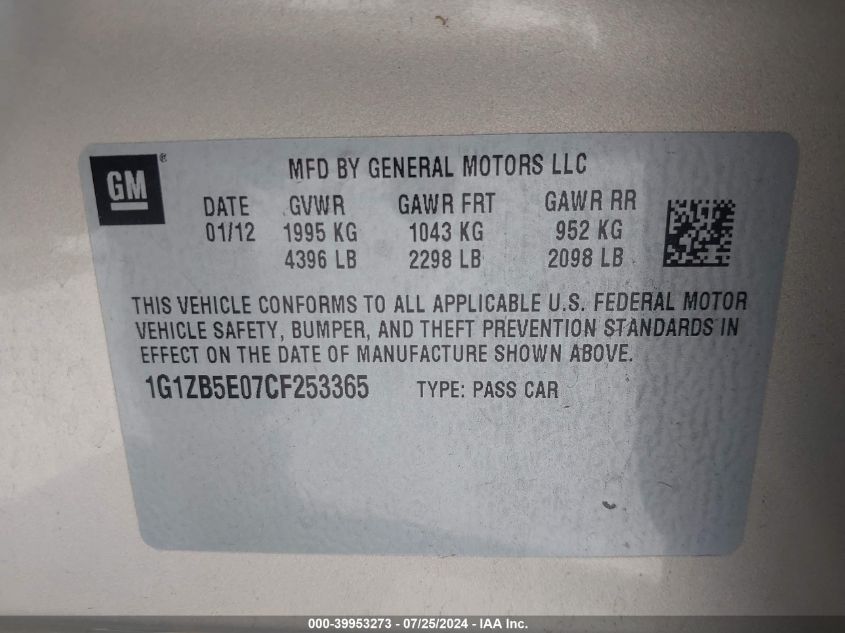 GM ®
MFD BY GENERAL MOTORS LLC
DATE GVWR GAWR FRT GAWR RR
01/12 1995 KG 1043 KG 952 KG
4396 LB 2298 LB 2098 LB
THIS VEHICLE CONFORMS TO ALL APPLICABLE U.S. FEDERAL MOTOR
VEHICLE SAFETY, BUMPER, AND THEFT PREVENTION STANDARDS IN
EFFECT ON THE DATE OF MANUFACTURE SHOWN ABOVE.
1G1ZB5E07CF253365 TYPE: PASS CAR
000-39953273 - 07/25/2024 - IAA Inc.